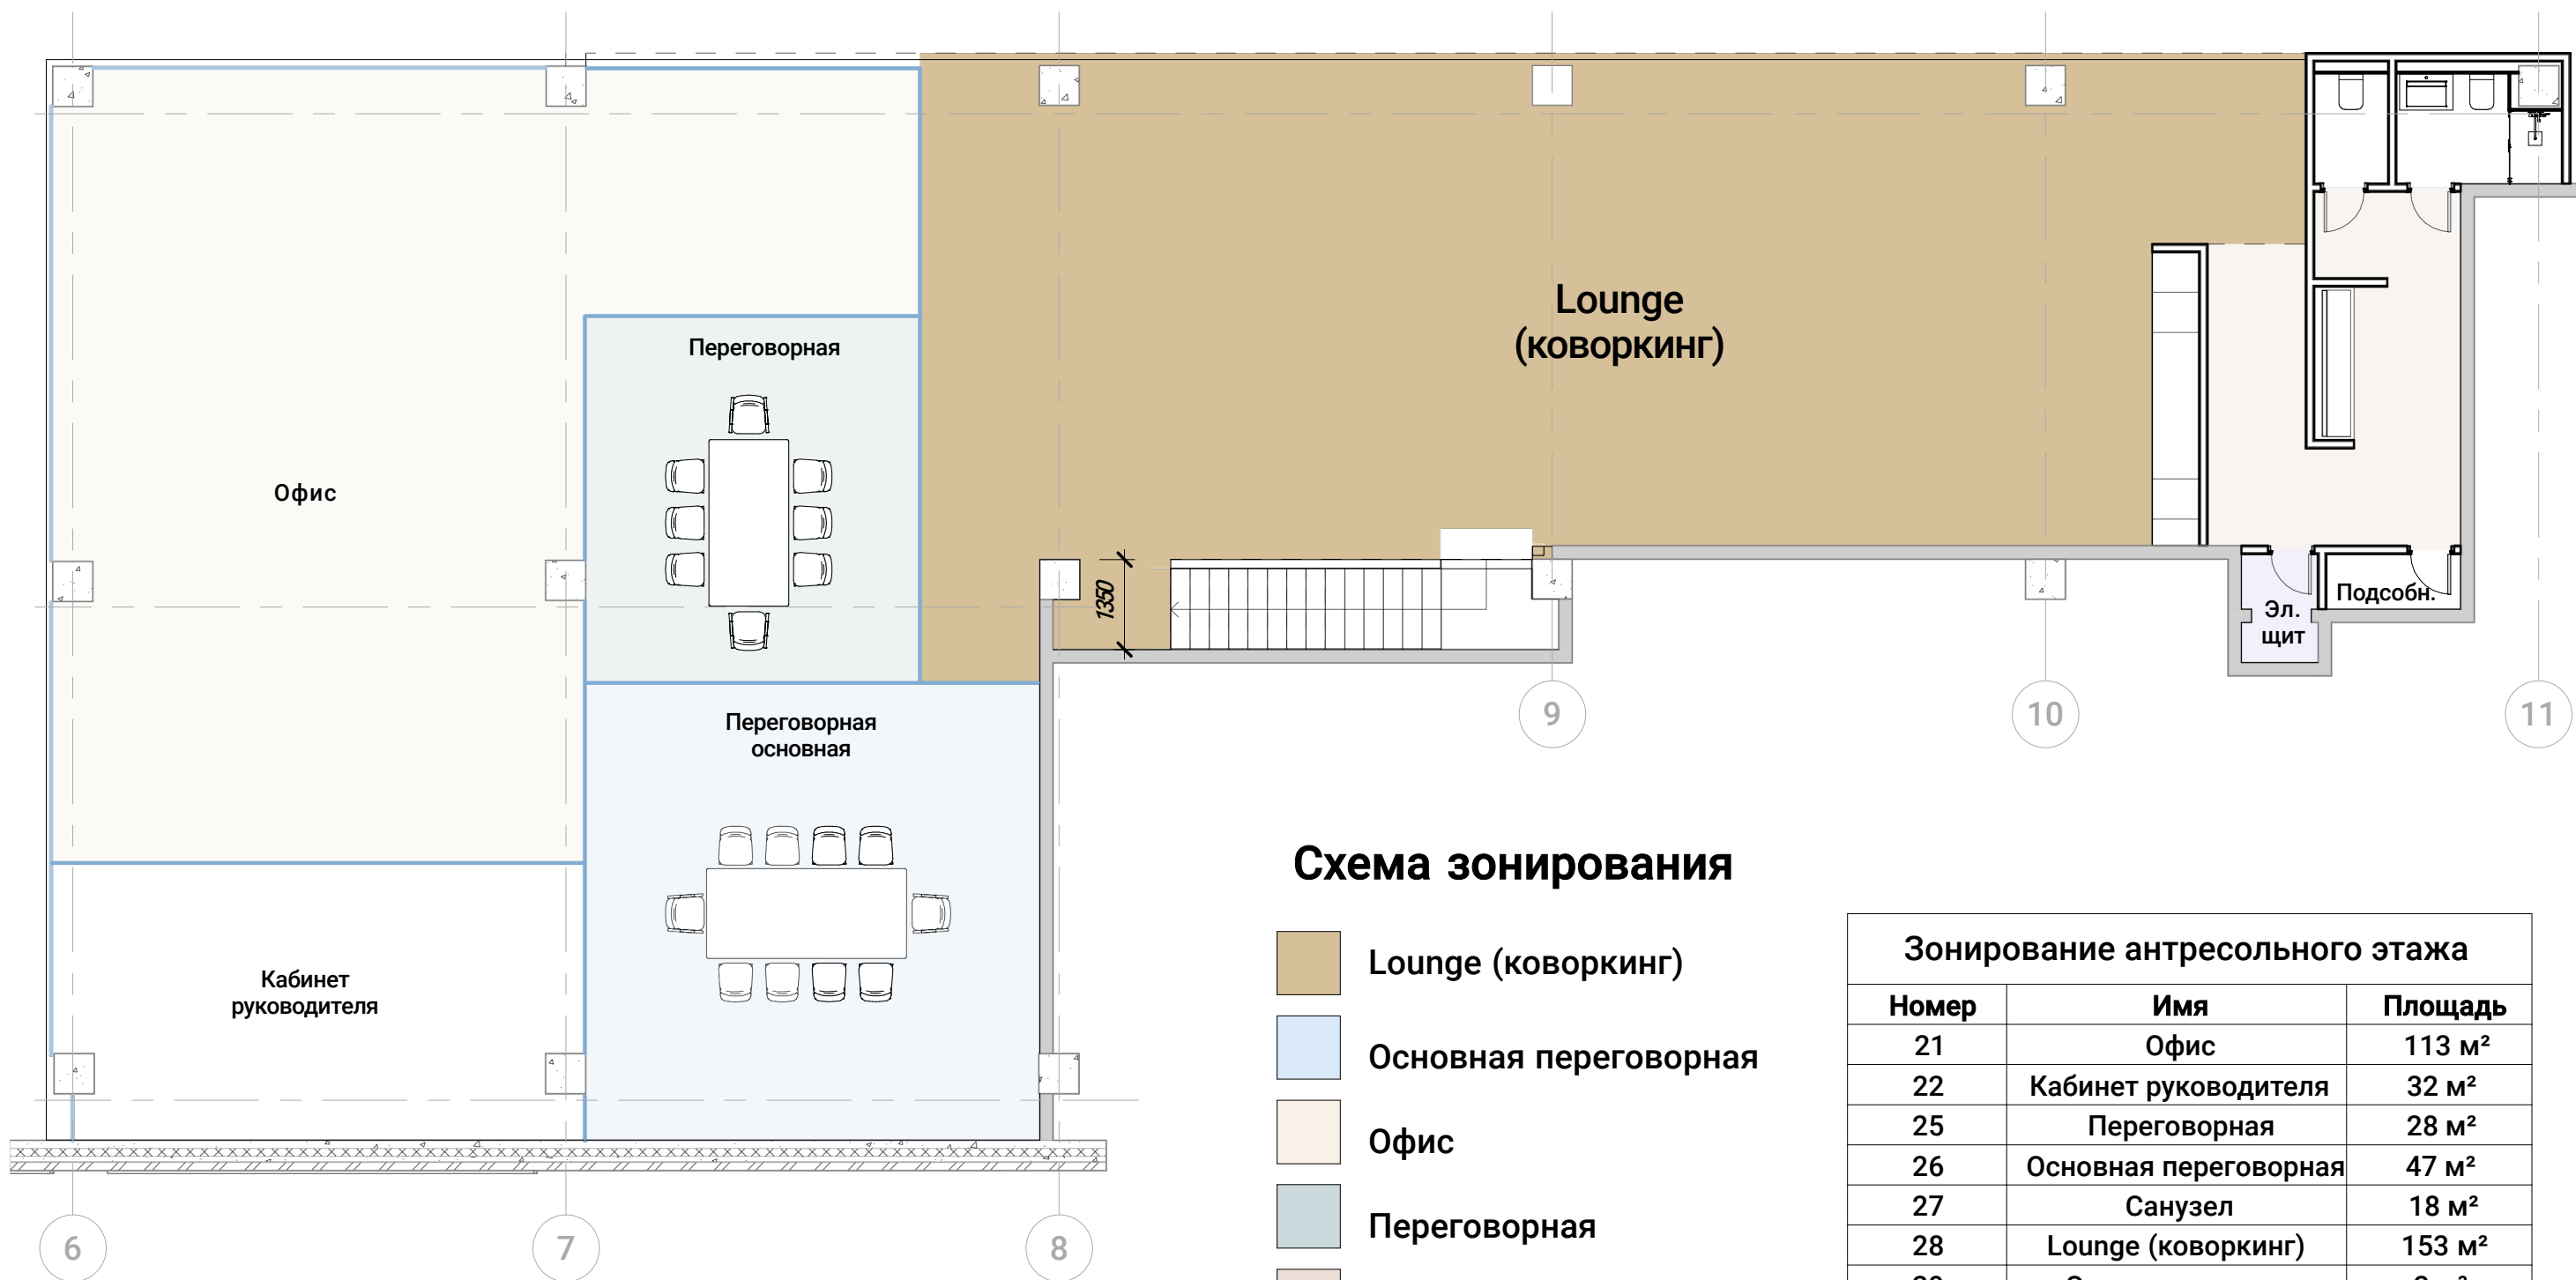 Переговорная
Офис
Lounge
(коворкинг)
1350
Подсобн.
Эл.
щит
Переговорная
основная
9
10
11
Кабинет
руководителя
6
7
8
Схема зонирования
Lounge (коворкинг)
Основная переговорная
Офис
Переговорная
Зонирование антресольного этажа
Номер Имя Площадь
21 Офис 113 м²
22 Кабинет руководителя 32 м²
25 Переговорная 28 м²
26 Основная переговорная 47 м²
27 Санузел 18 м²
28 Lounge (коворкинг) 153 м²